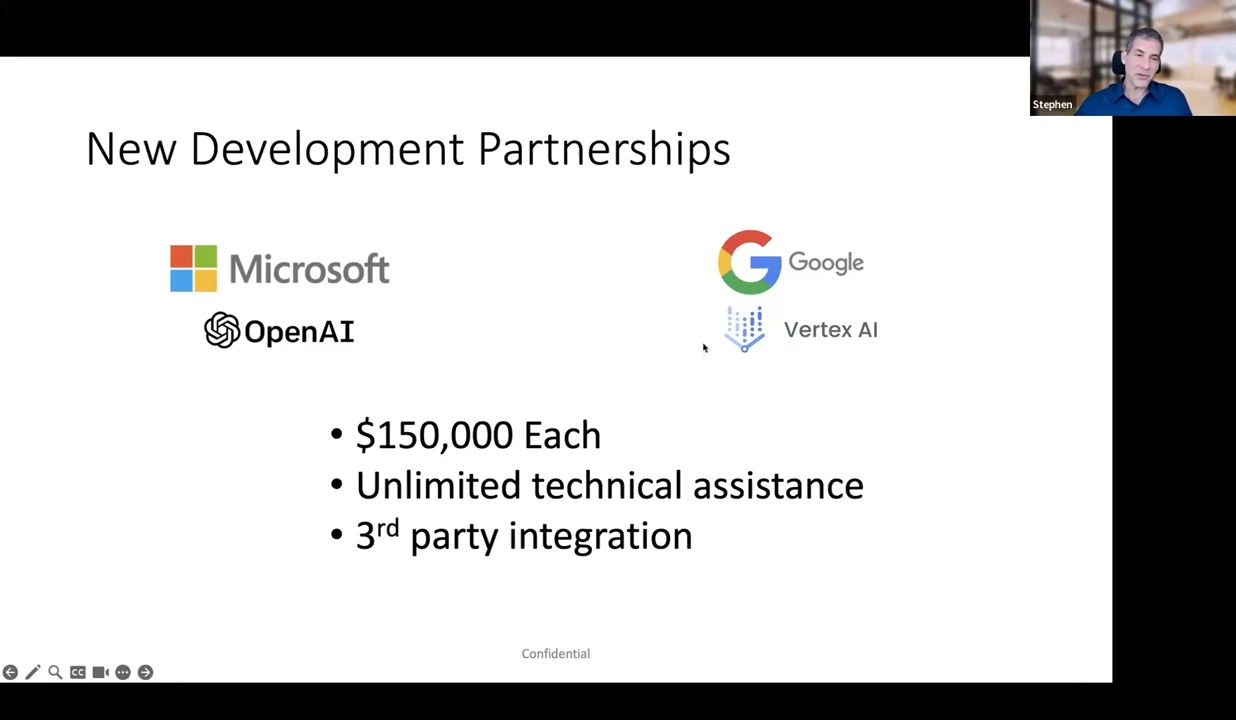 Stephen
New Development Partnerships
Microsoft
OpenAI
Google
Vertex AI
• $150,000 Each
• Unlimited technical assistance
• 3rd party integration
Confidential
CC